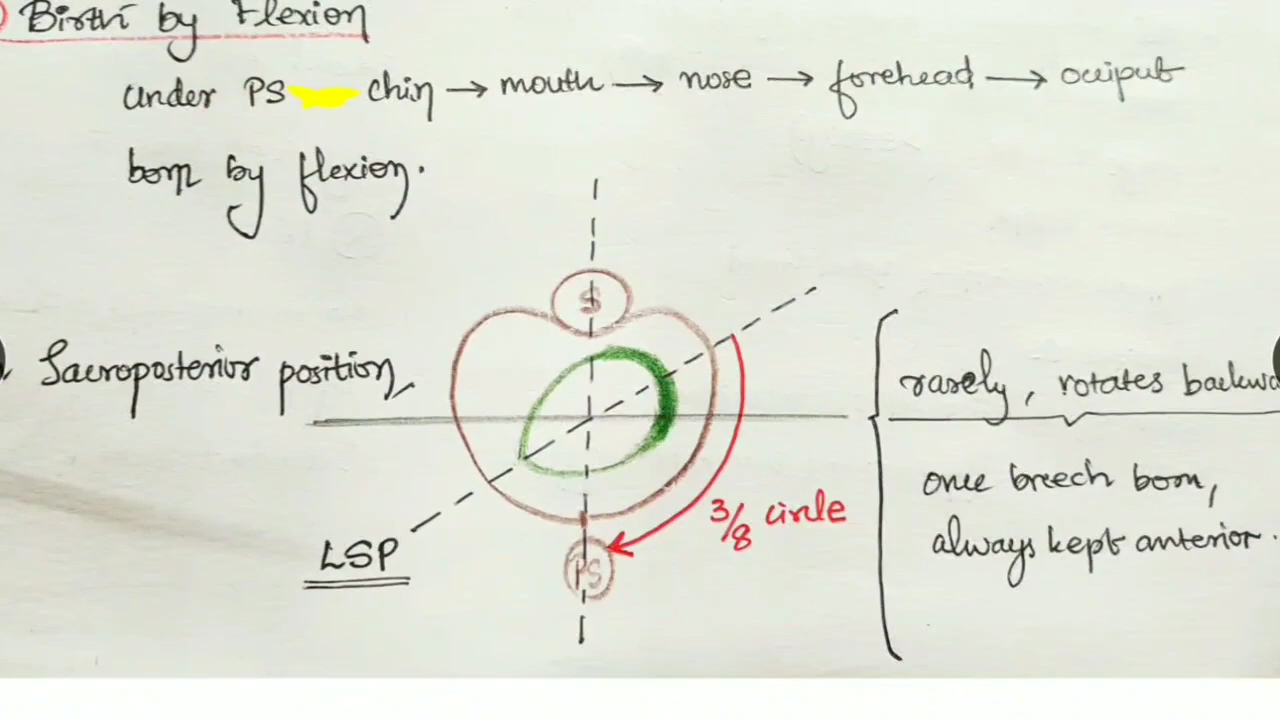 Birth by Flexion
under PS chin → mouth → nose → forehead → occiput
born by flexion.
S
Sacroposterior position,
rarely, rotates backwa
once breech born,
3/8 circle
always kept anterior.
LSP
PS